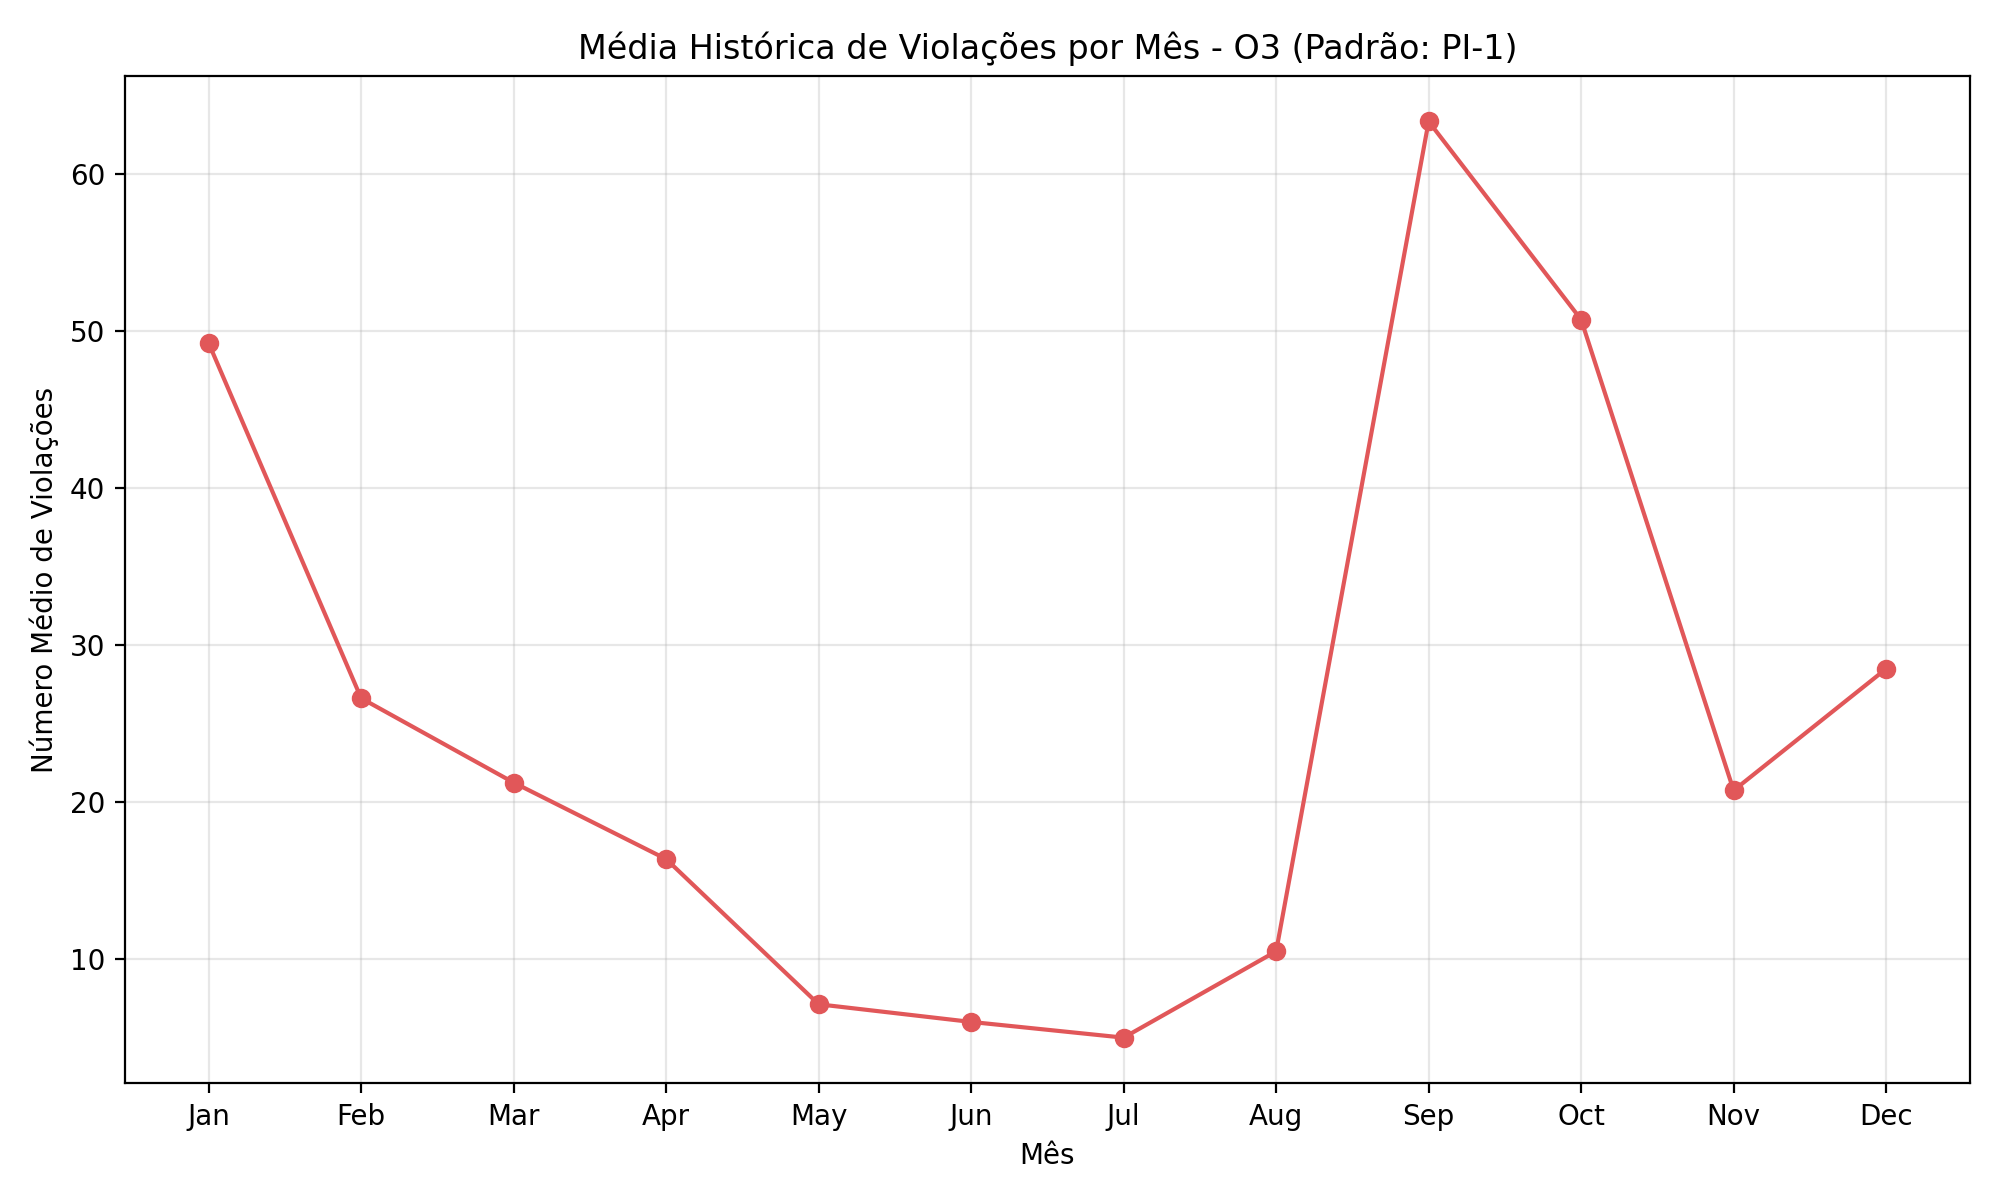 Média Histórica de Violações por Mês - O3 (Padrão: PI-1)
Número Médio de Violações
60
50
40
30
20
10
Jan Feb Mar Apr May Jun Jul Aug Sep Oct Nov Dec
Mês